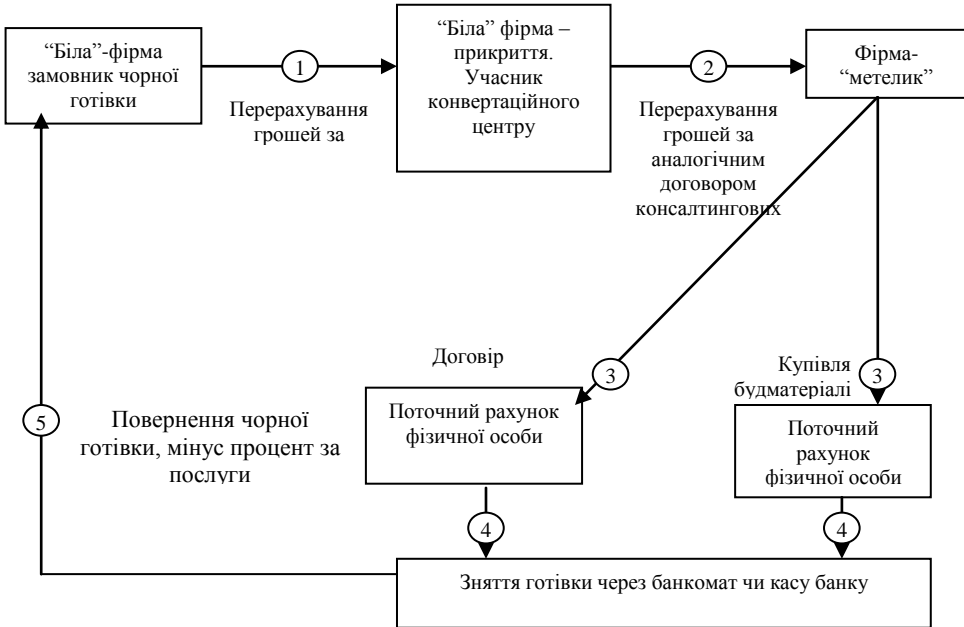 “Біла”-фірма
замовник чорної
готівки
1
Перерахування
грошей за
“Біла” фірма –
прикриття.
Учасник
конвертаційного
центру
2
Перерахування
грошей за
аналогічним
договором
консалтингових
Фірма-
“метелик”
Договір
3
Купівля
будматеріалі
3
Поточний рахунок
фізичної особи
Поточний
рахунок
фізичної особи
5
Повернення чорної
готівки, мінус процент за
послуги
4
4
Зняття готівки через банкомат чи касу банку